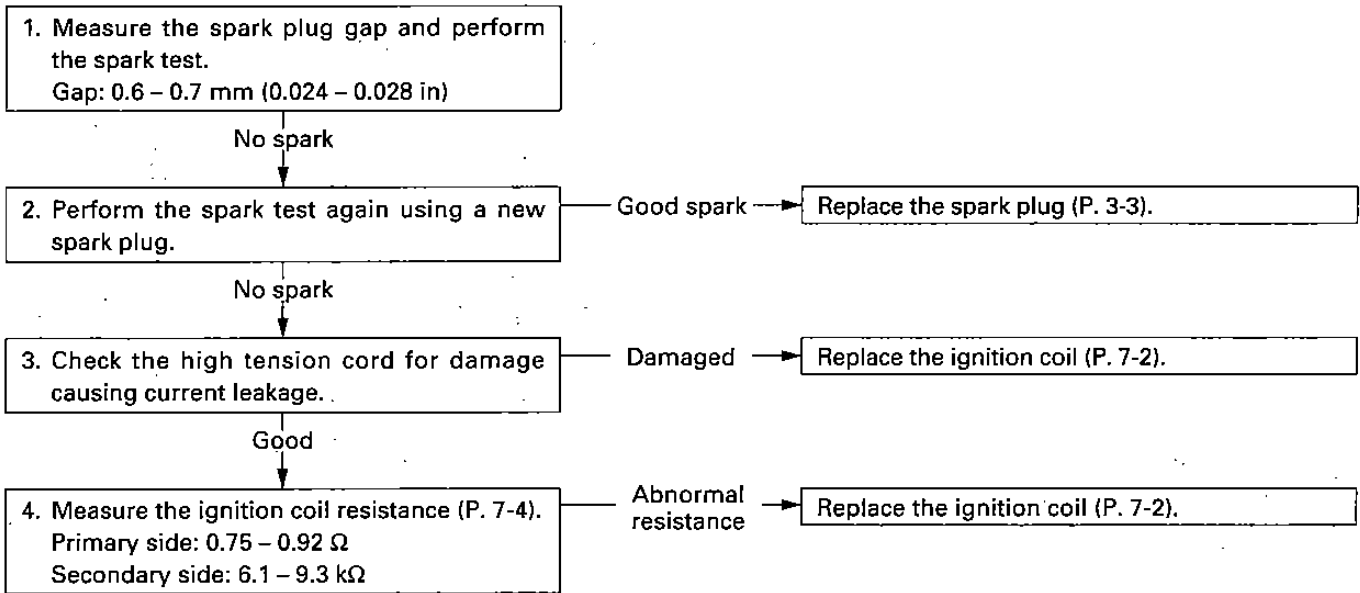 1. Measure the spark plug gap and perform
the spark test.
Gap: 0.6 – 0.7 mm (0.024 – 0.028 in)
No spark
2. Perform the spark test again using a new
spark plug.
Good spark
Replace the spark plug (P. 3-3).
No spark
3. Check the high tension cord for damage
causing current leakage.
Damaged
Replace the ignition coil (P. 7-2).
Good
4. Measure the ignition coil resistance (P. 7-4).
Primary side: 0.75 – 0.92 Ω
Secondary side: 6.1 – 9.3 kΩ
Abnormal
resistance
Replace the ignition coil (P. 7-2).